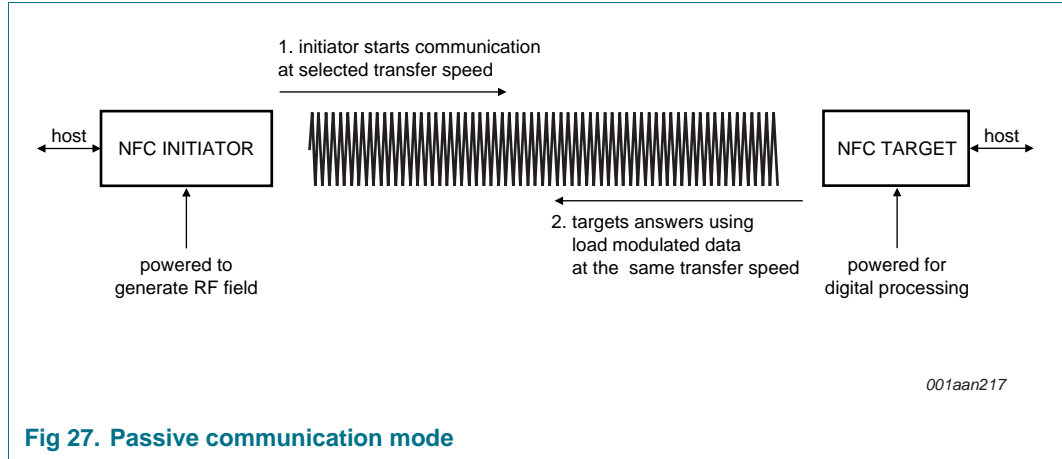 1. initiator starts communication
at selected transfer speed
host
NFC INITIATOR
NFC TARGET
host
2. targets answers using
load modulated data
at the same transfer speed
powered to
generate RF field
powered for
digital processing
001aan217
Fig 27. Passive communication mode